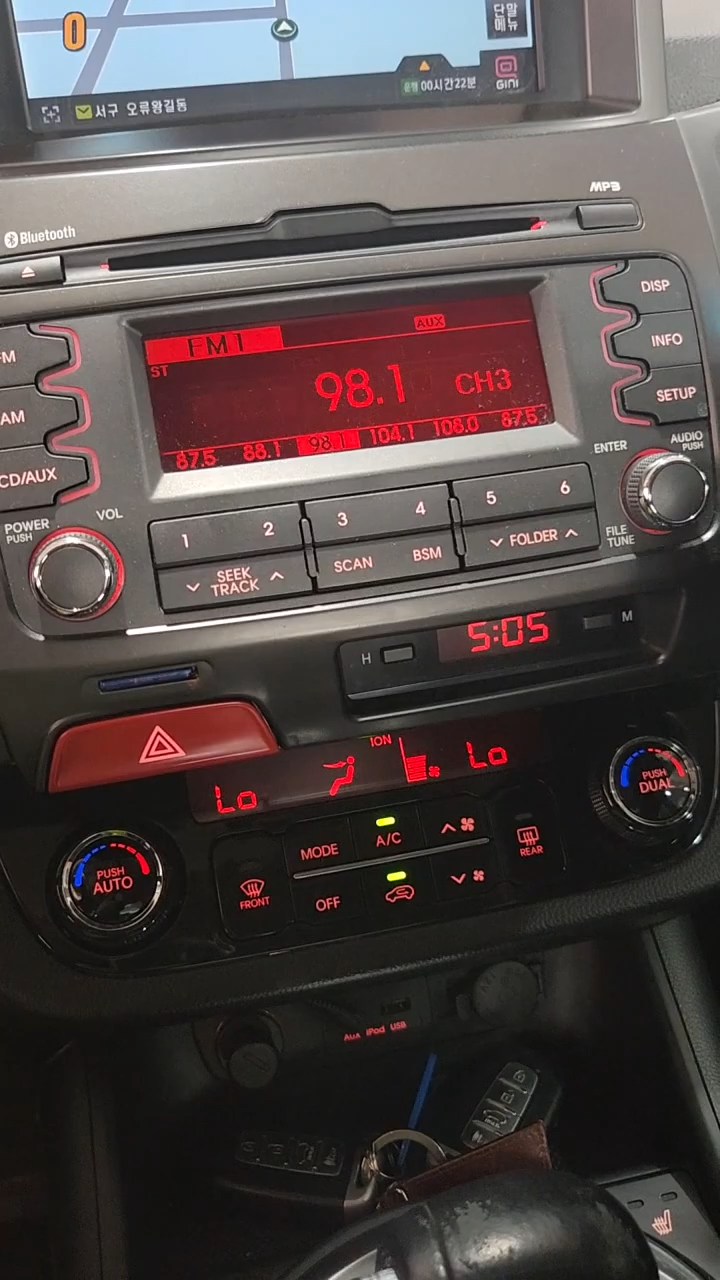 0
단말
메뉴
서구 오류왕길동
운행 00시간22분
GINI
MP3
Bluetooth
DISP
INFO
SETUP
FM
AM
CD/AUX
FM1
AUX
ST
98.1 CH3
87.5 88.1 98.1 104.1 108.0 87.5
ENTER
AUDIO
PUSH
FILE
TUNE
POWER
PUSH
VOL
1 2 3 4 5 6
SEEK
TRACK
SCAN BSM
FOLDER
H 5:05 M
ION
Lo Lo
PUSH
AUTO
PUSH
DUAL
MODE A/C
REAR
FRONT
OFF
AUX iPod USB